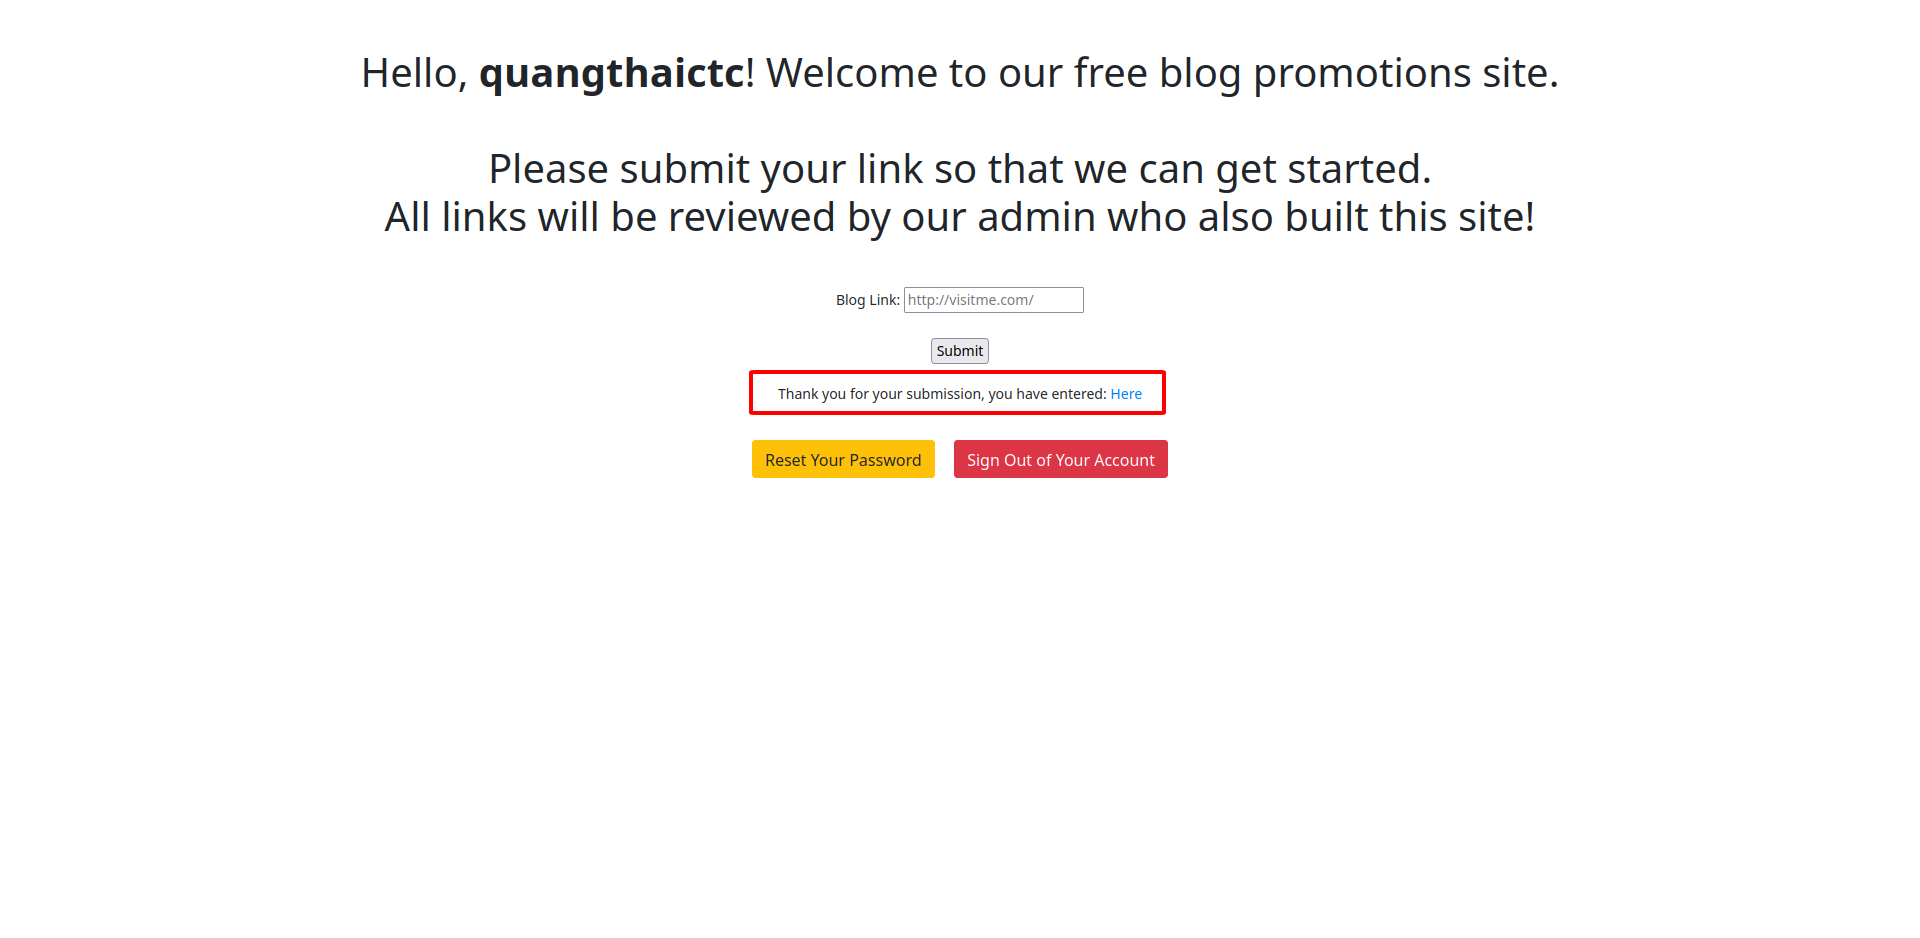 Hello, quangthaictc! Welcome to our free blog promotions site.
Please submit your link so that we can get started.
All links will be reviewed by our admin who also built this site!
Blog Link: http://visitme.com/
Submit
Thank you for your submission, you have entered: Here
Reset Your Password Sign Out of Your Account